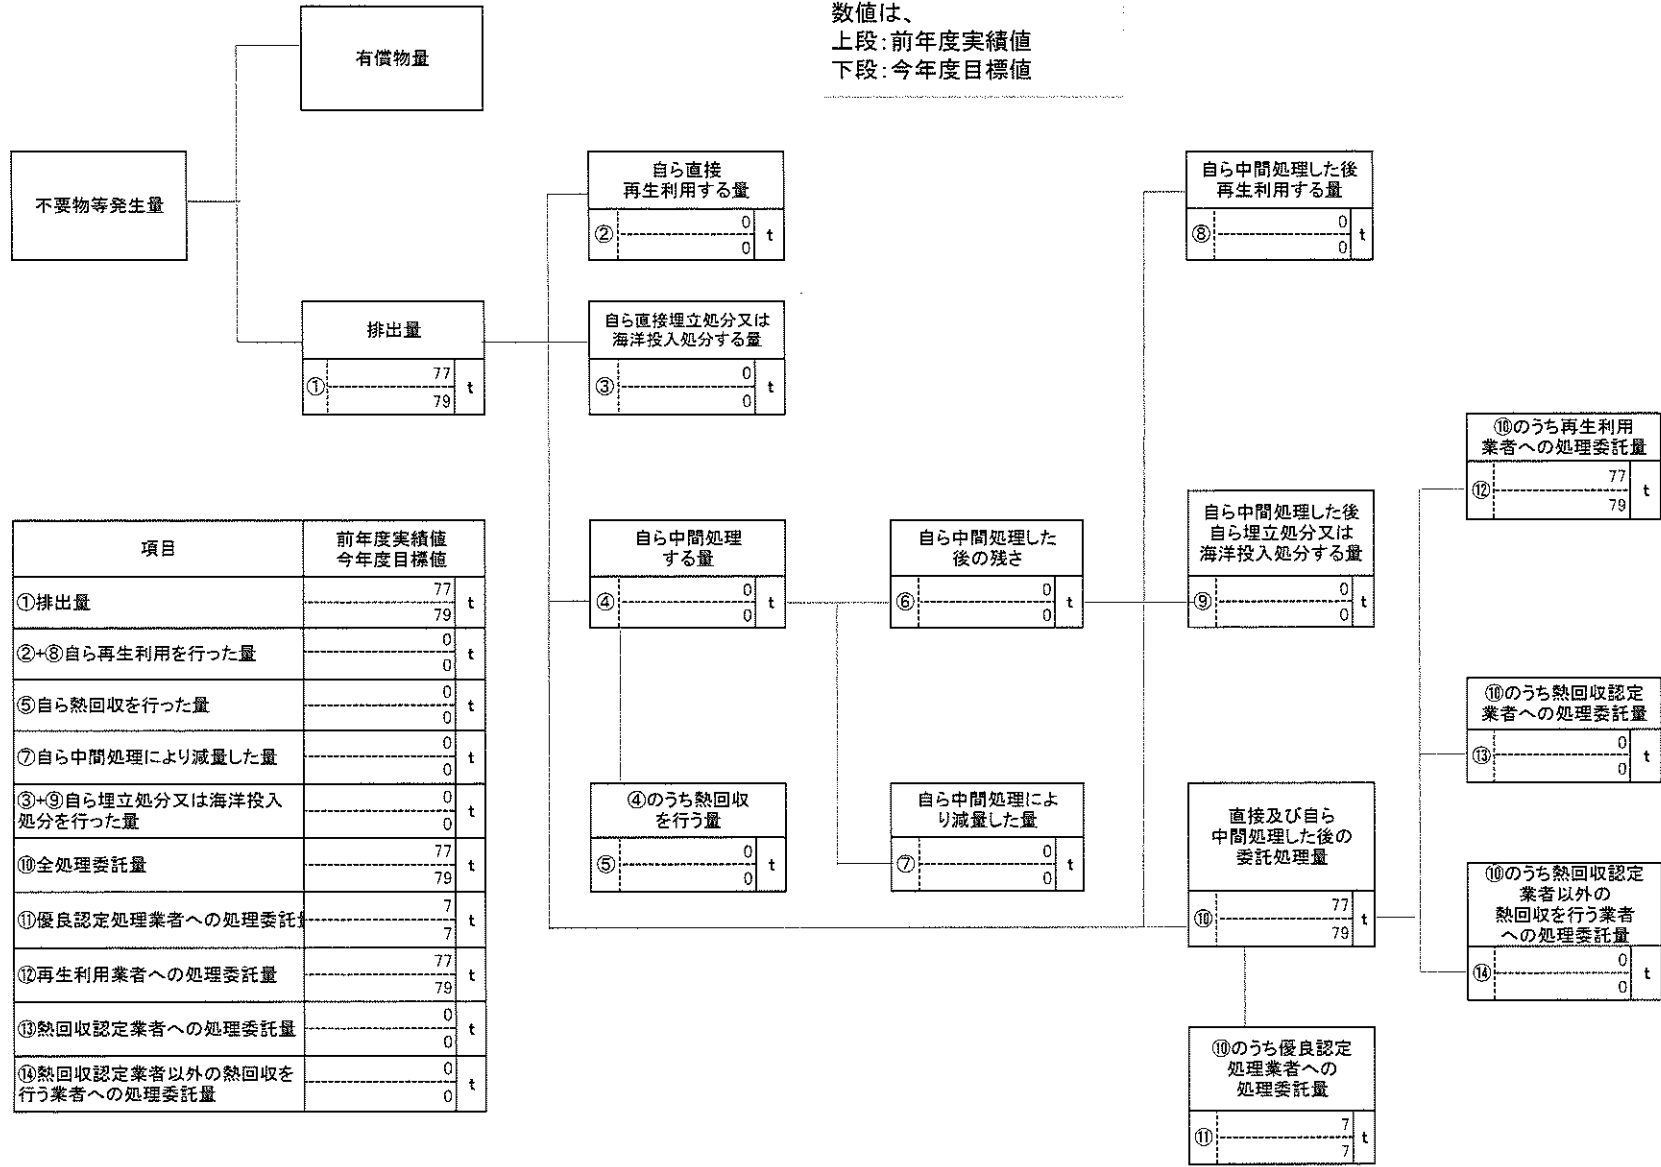 数値は、
上段:前年度実績値
下段:今年度目標値
有償物量
不要物等発生量
排出量
① 77 t
79
自ら直接
再生利用する量
② 0 t
0
自ら直接埋立処分又は
海洋投入処分する量
③ 0 t
0
自ら中間処理した後
再生利用する量
⑧ 0 t
0
自ら中間処理
する量
④ 0 t
0
自ら中間処理した
後の残さ
⑥ 0 t
0
自ら中間処理した後
自ら埋立処分又は
海洋投入処分する量
⑨ 0 t
0
④のうち熱回収
を行う量
⑤ 0 t
0
自ら中間処理によ
り減量した量
⑦ 0 t
0
直接及び自ら
中間処理した後の
委託処理量
⑩ 77 t
79
⑩のうち優良認定
処理業者への
処理委託量
⑪ 7 t
7
⑩のうち再生利用
業者への処理委託量
⑫ 77 t
79
⑩のうち熱回収認定
業者への処理委託量
⑬ 0 t
0
⑩のうち熱回収認定
業者以外の
熱回収を行う業者
への処理委託量
⑭ 0 t
0
項目 前年度実績値
今年度目標値
①排出量 77 t
79
②+⑧自ら再生利用を行った量 0 t
0
⑤自ら熱回収を行った量 0 t
0
⑦自ら中間処理により減量した量 0 t
0
③+⑨自ら埋立処分又は海洋投入 0 t
処分を行った量 0
⑩全処理委託量 77 t
79
⑪優良認定処理業者への処理委託 7 t
7
⑫再生利用業者への処理委託量 77 t
79
⑬熱回収認定業者への処理委託量 0 t
0
⑭熱回収認定業者以外の熱回収を 0 t
行う業者への処理委託量 0